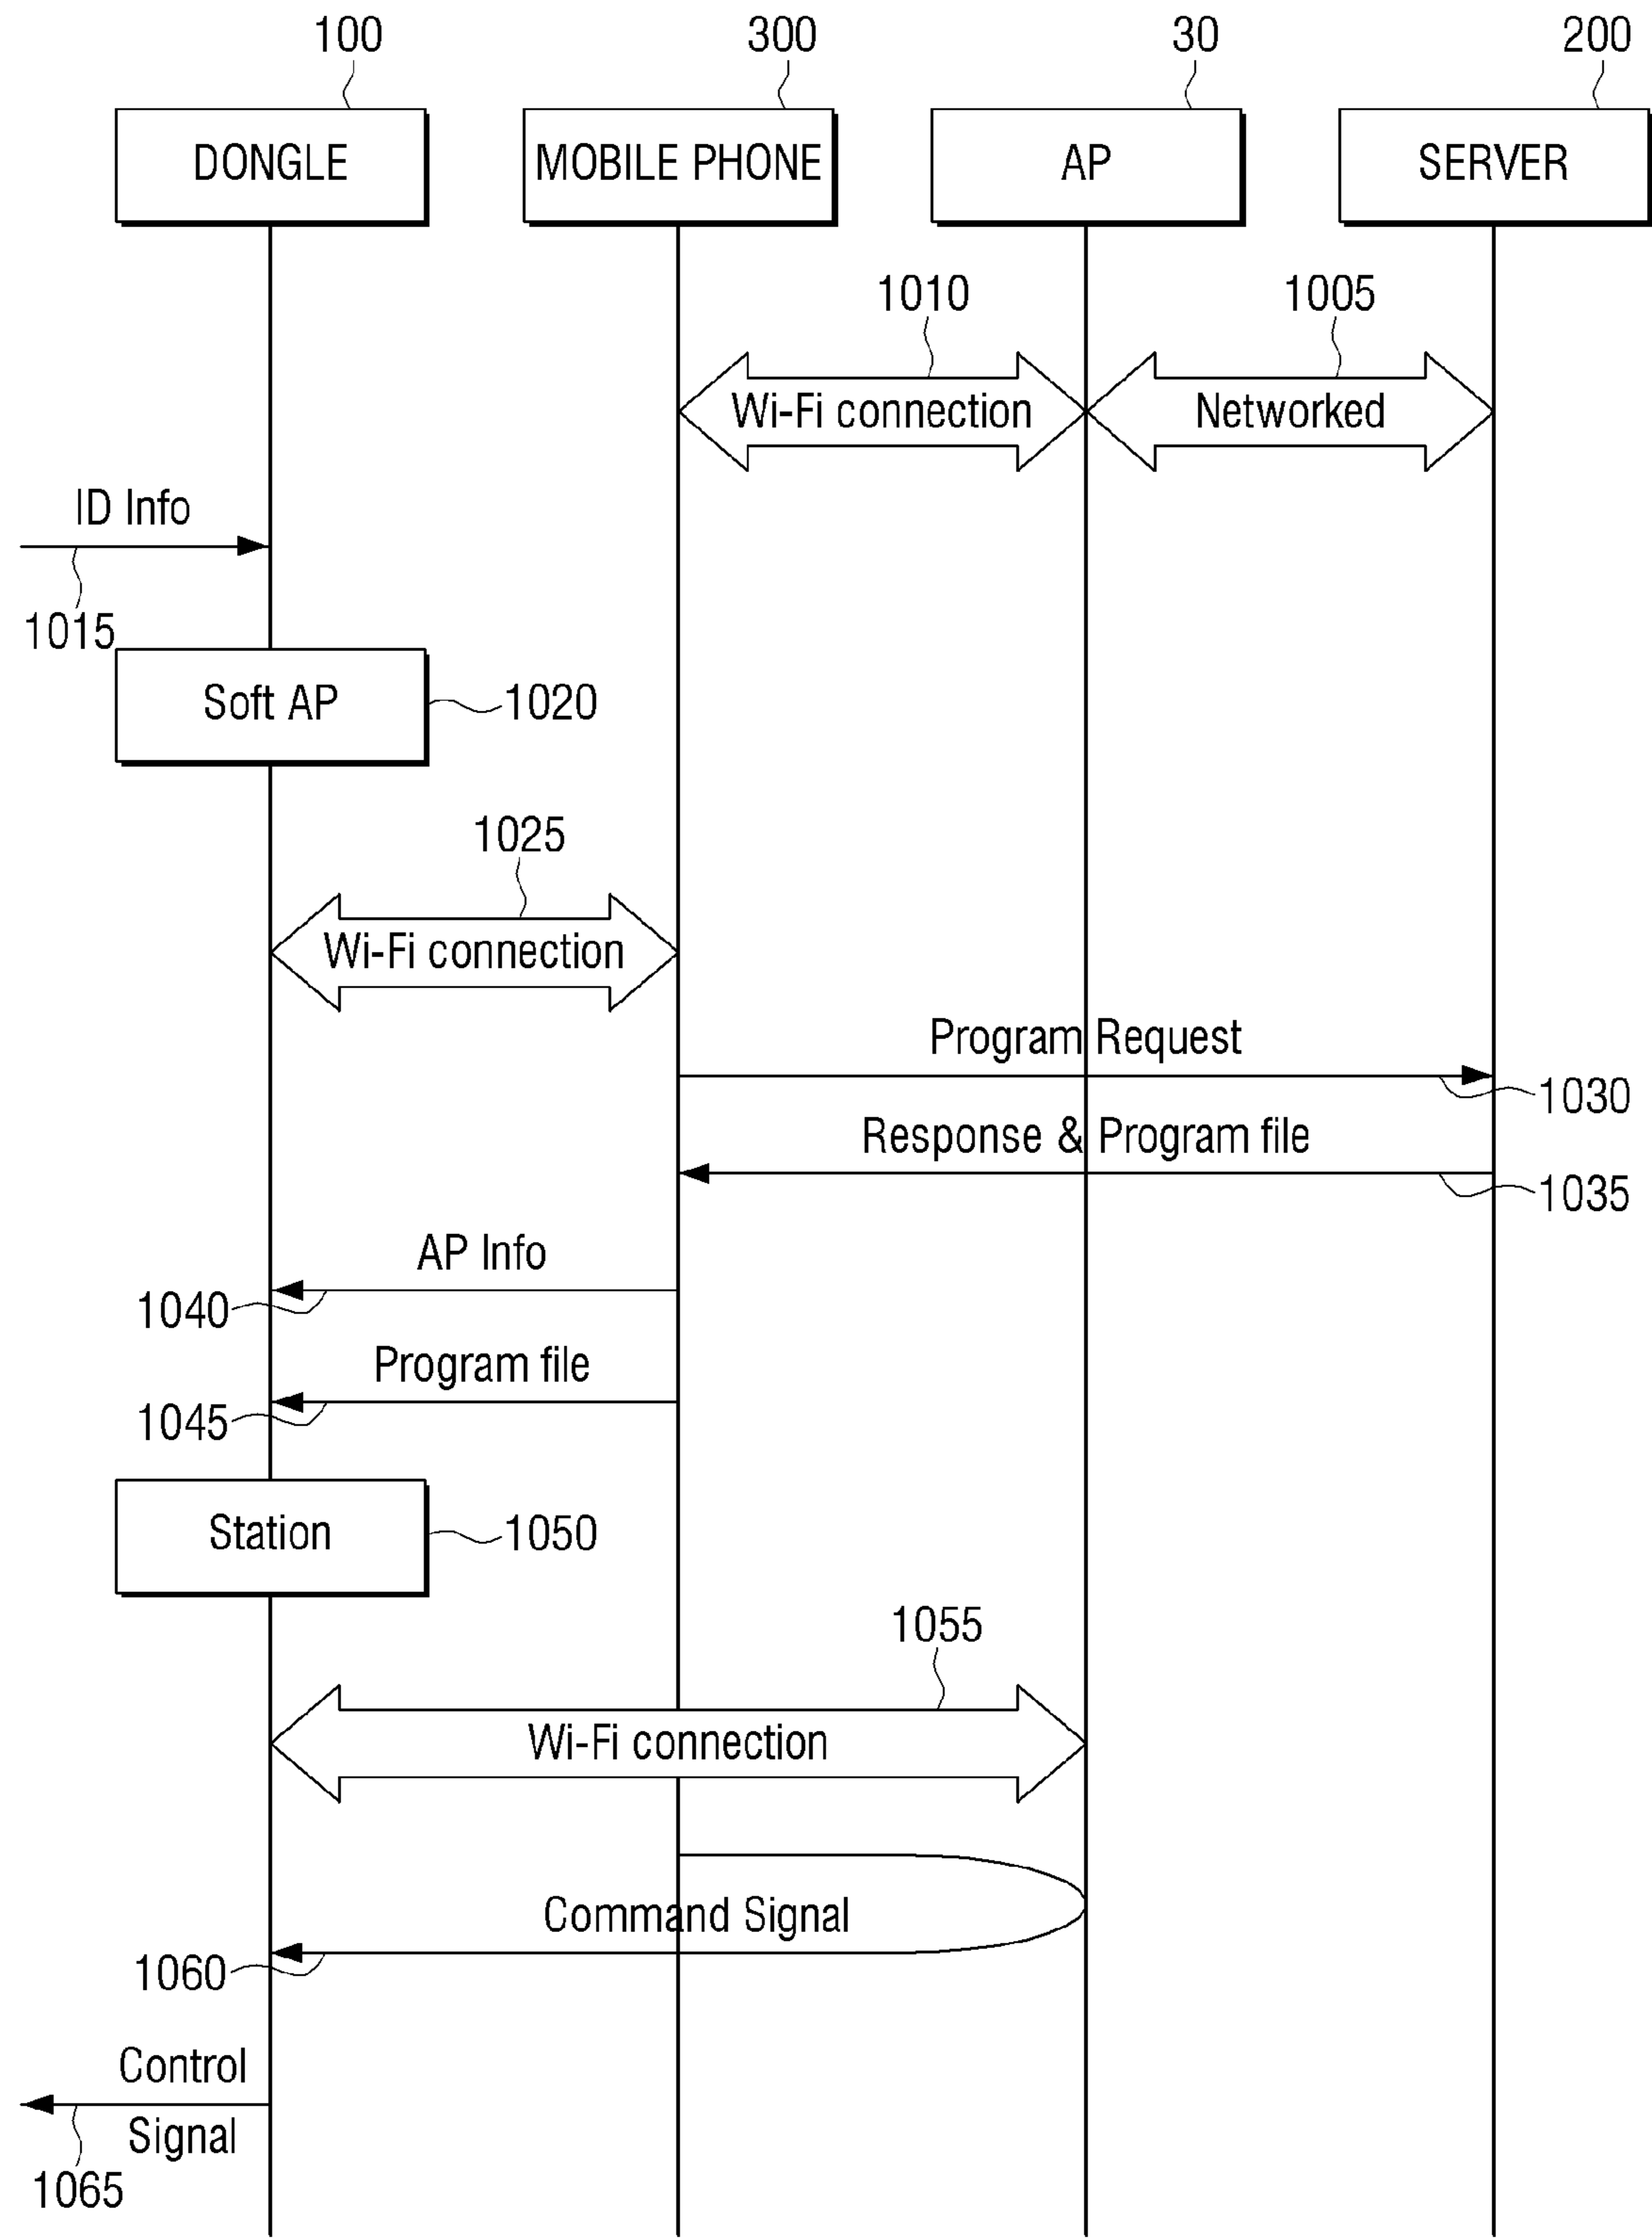 100 300 30 200
DONGLE MOBILE PHONE AP SERVER
1010 1005
Wi-Fi connection Networked
ID Info
1015
Soft AP 1020
1025
Wi-Fi connection
Program Request
1030
Response & Program file
1035
AP Info
1040
Program file
1045
Station 1050
1055
Wi-Fi connection
Command Signal
1060
Control
Signal
1065